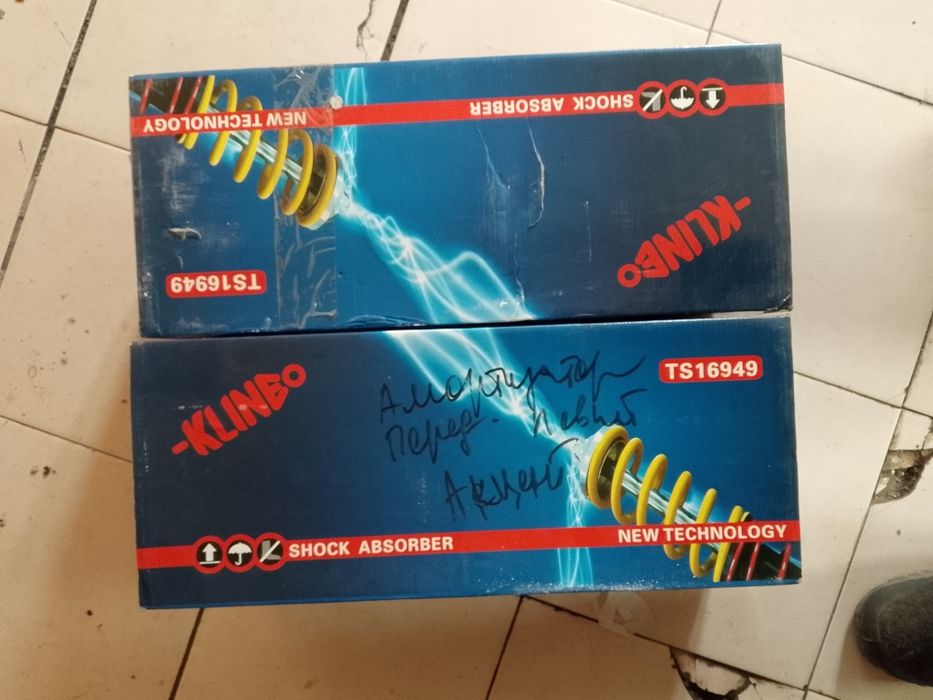 NEW TECHNOLOGY
SHOCK ABSORBER
-KLINBO
TS16949
-KLINBO
TS16949
Амортизатор
Перед. левый
Акцент
SHOCK ABSORBER
NEW TECHNOLOGY